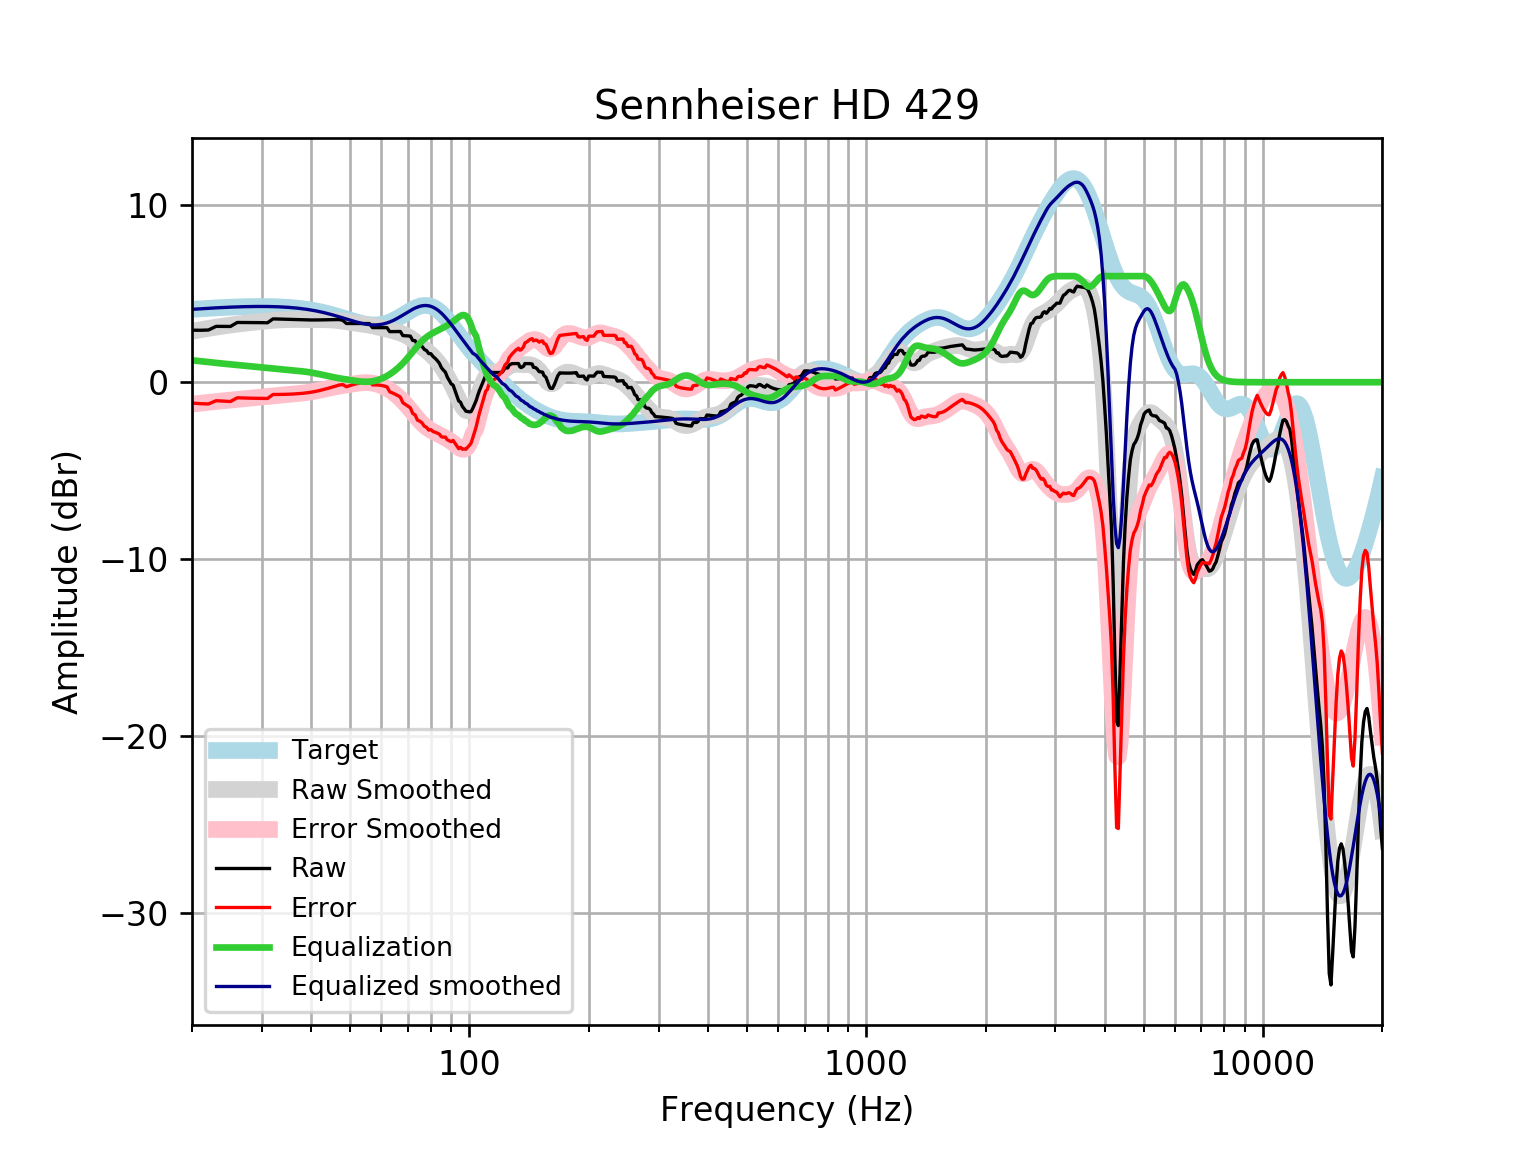 Sennheiser HD 429
10
0
−10
−20
−30
Amplitude (dBr)
Target
Raw Smoothed
Error Smoothed
Raw
Error
Equalization
Equalized smoothed
100
1000
10000
Frequency (Hz)